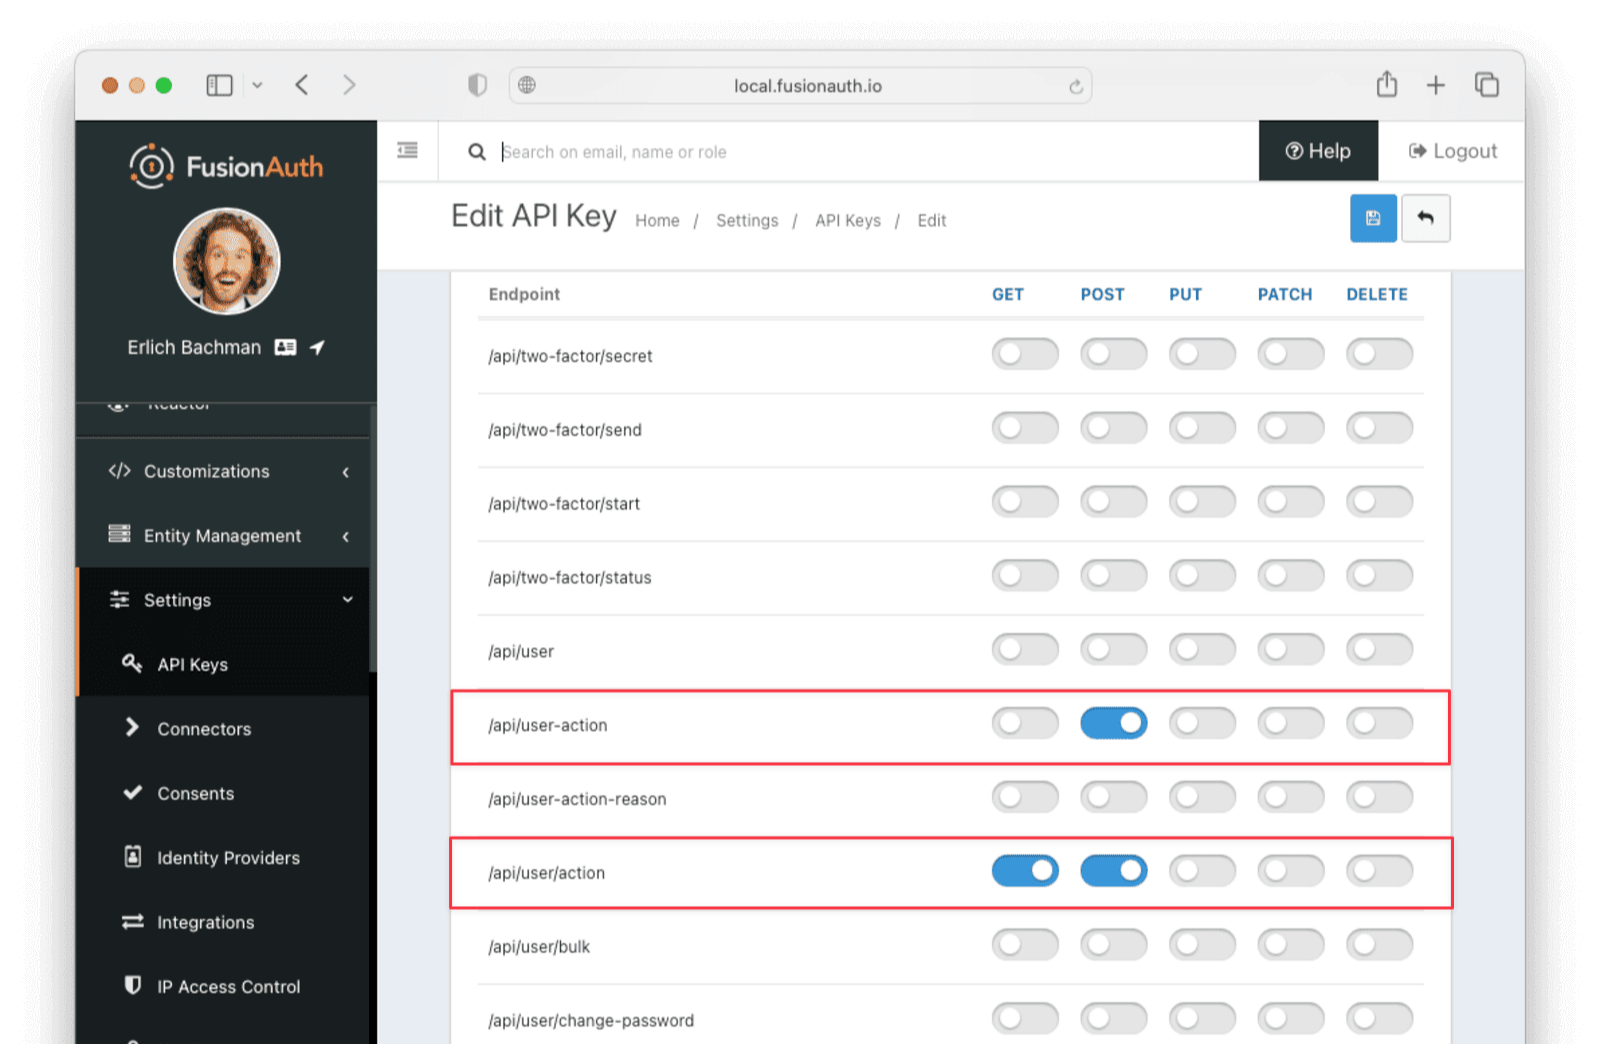 local.fusionauth.io
FusionAuth
Search on email, name or role
Help
Logout
Edit API Key
Home / Settings / API Keys / Edit
Erlich Bachman
Reactor
Customizations
Entity Management
Settings
API Keys
Connectors
Consents
Identity Providers
Integrations
IP Access Control
Endpoint GET POST PUT PATCH DELETE
/api/two-factor/secret
/api/two-factor/send
/api/two-factor/start
/api/two-factor/status
/api/user
/api/user-action
/api/user-action-reason
/api/user/action
/api/user/bulk
/api/user/change-password